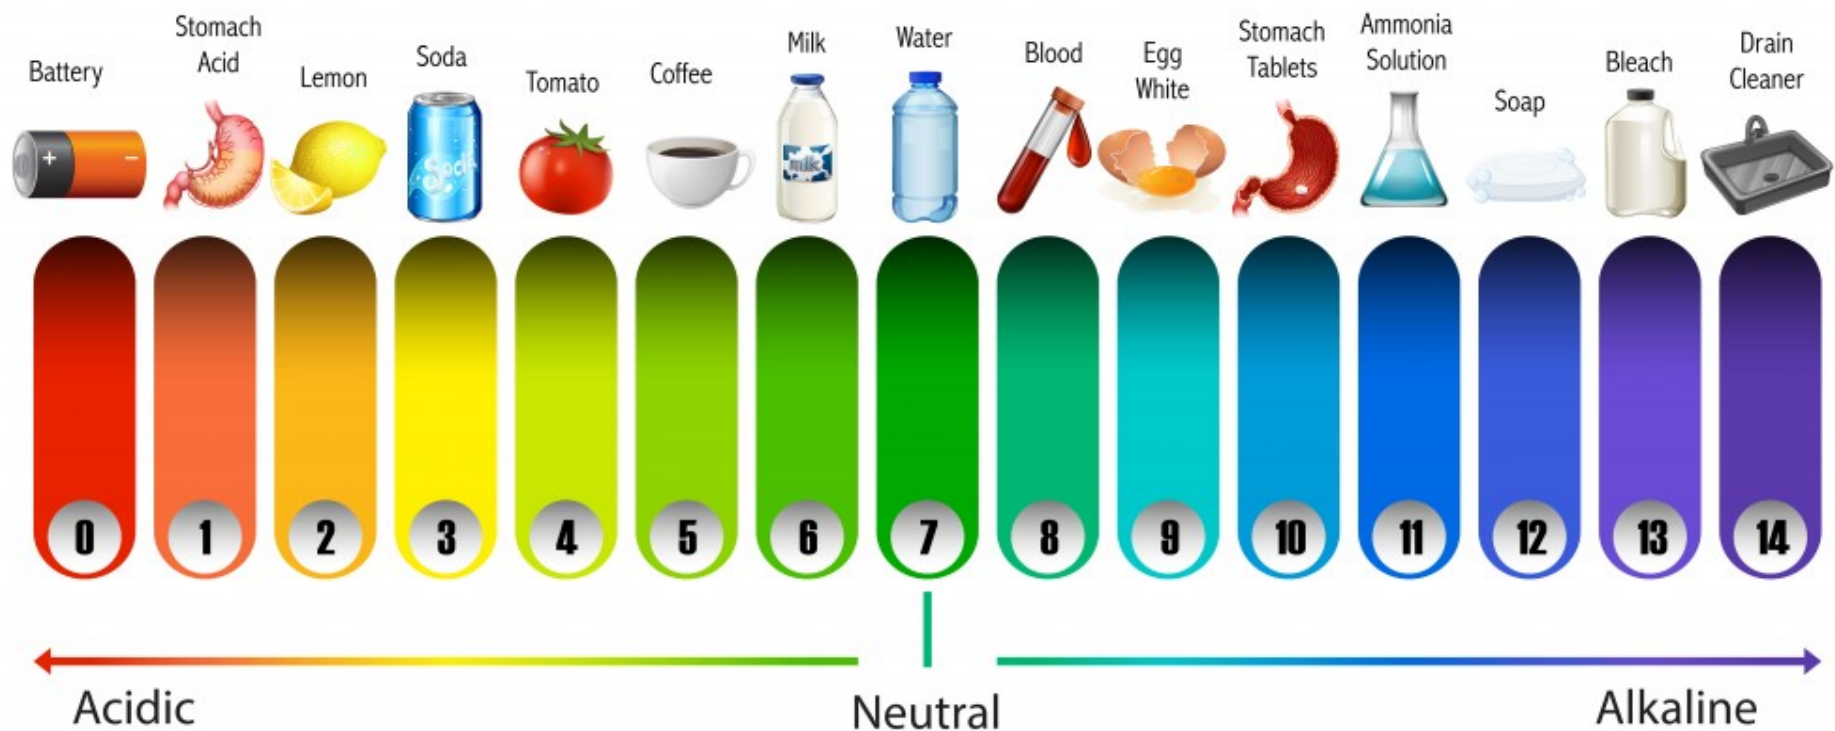 Battery
Stomach
Acid
Lemon
Soda
Tomato
Coffee
Milk
Water
Blood
Egg
White
Stomach
Tablets
Ammonia
Solution
Soap
Bleach
Drain
Cleaner
+ −
Soda
milk
0 1 2 3 4 5 6 7 8 9 10 11 12 13 14
Acidic
Neutral
Alkaline